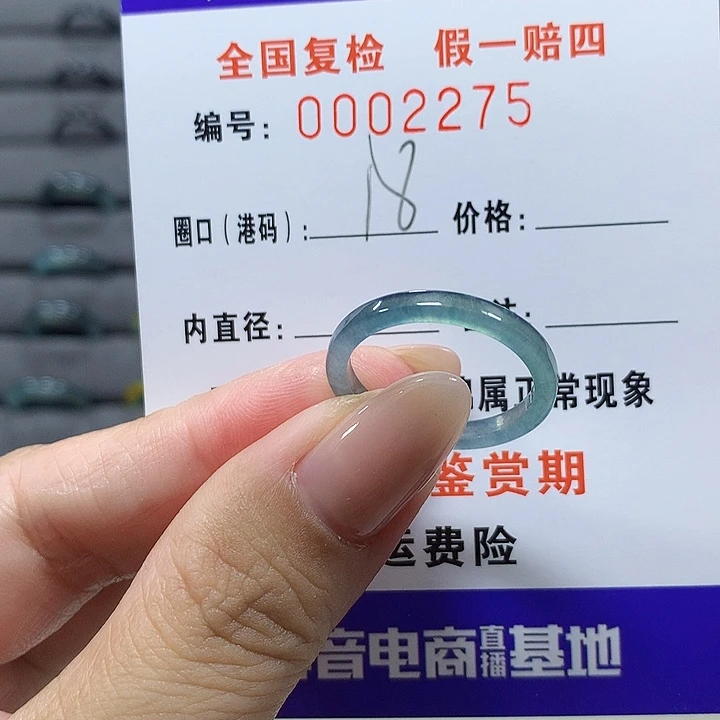 全国复检 假一赔四
编号: 0002275
圈口(港码): 18 价格:
内直径:
属正常现象
鉴赏期
运费险
音电商直播基地